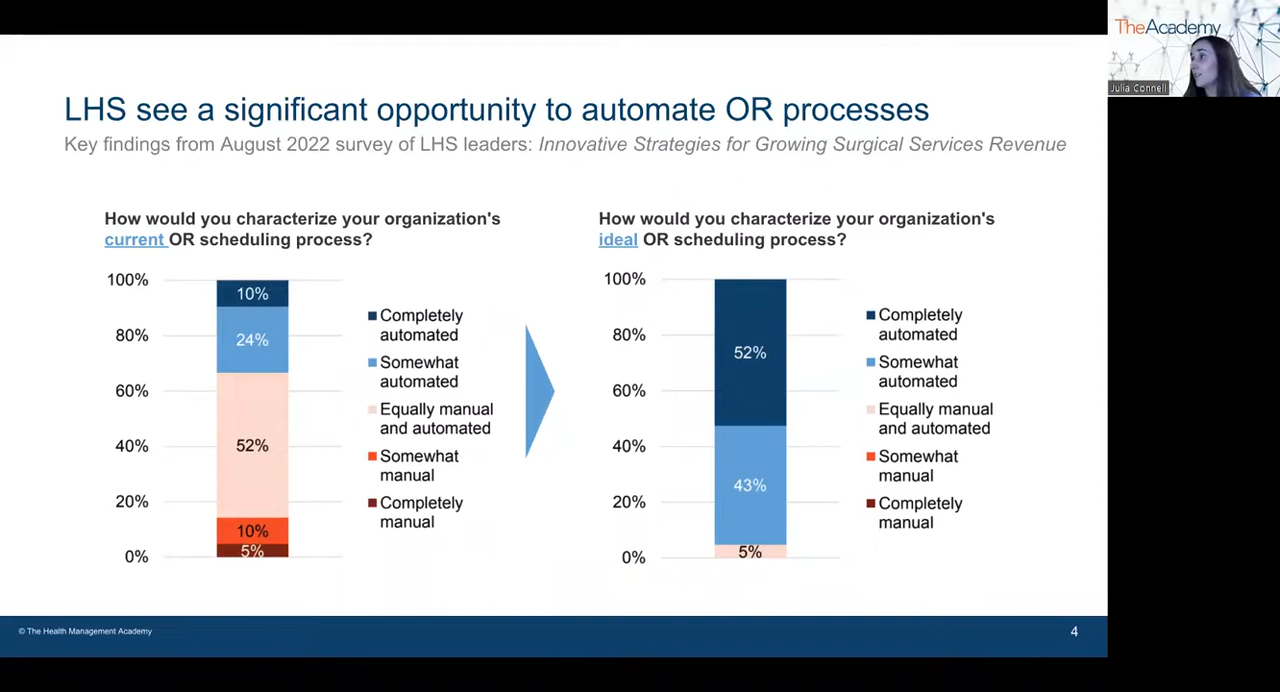 TheAcademy
Julia Connell
LHS see a significant opportunity to automate OR processes
Key findings from August 2022 survey of LHS leaders: Innovative Strategies for Growing Surgical Services Revenue
How would you characterize your organization's
current OR scheduling process?
100%
80%
60%
40%
20%
0%
10%
24%
52%
10%
5%
Completely
automated
Somewhat
automated
Equally manual
and automated
Somewhat
manual
Completely
manual
How would you characterize your organization's
ideal OR scheduling process?
100%
80%
60%
40%
20%
0%
52%
43%
5%
Completely
automated
Somewhat
automated
Equally manual
and automated
Somewhat
manual
Completely
manual
© The Health Management Academy
4